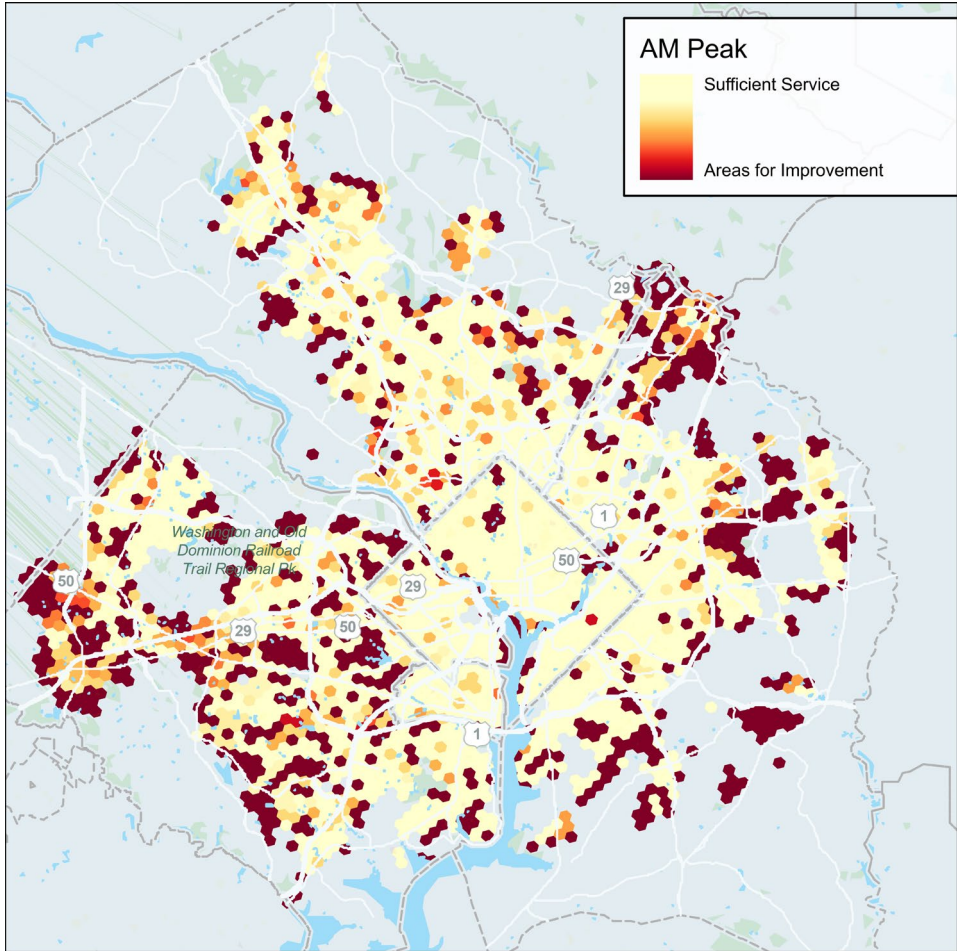 AM Peak
Sufficient Service
Areas for Improvement
29
1
Washington and Old
Dominion Railroad
Trail Regional Pk
50
50
29
29
50
1